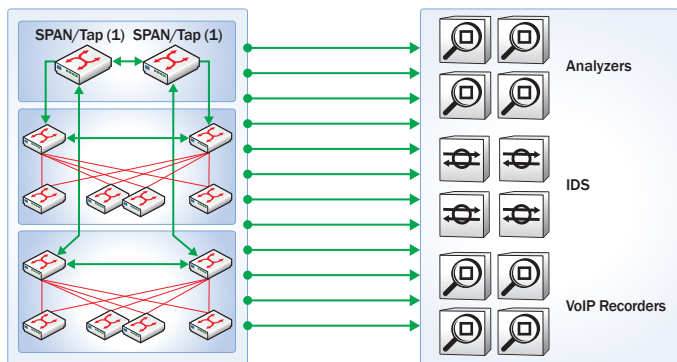 SPAN/Tap (1) SPAN/Tap (1)
Analyzers
IDS
VoIP Recorders